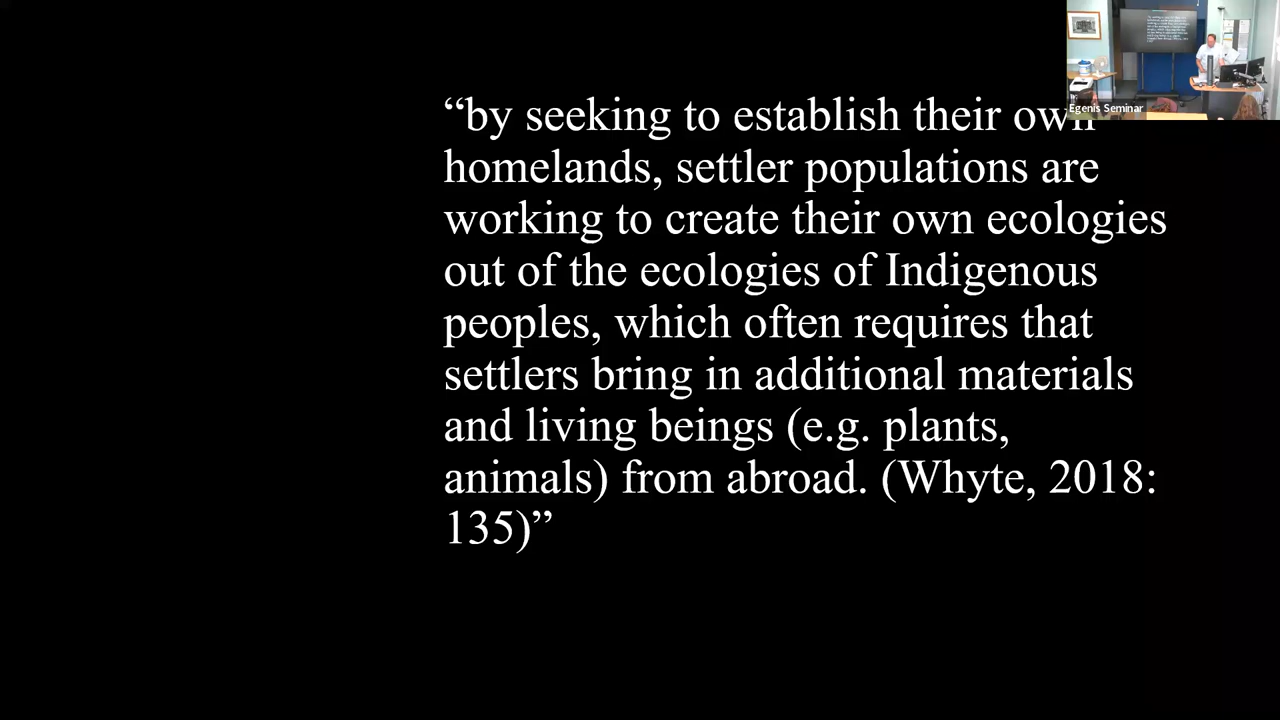 “by seeking to establish their own
homelands, settler populations are
working to create their own ecologies
out of the ecologies of Indigenous
peoples, which often requires that
settlers bring in additional materials
and living beings (e.g. plants,
animals) from abroad. (Whyte, 2018:
135)”
Egenis Seminar